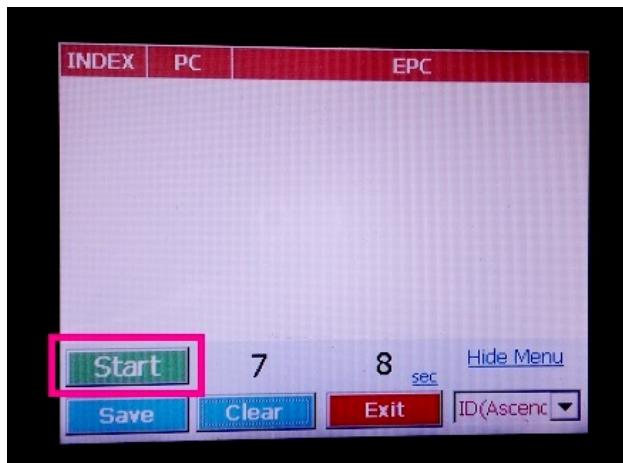 INDEX PC EPC
Start 7 8 sec Hide Menu
Save Clear Exit ID(Ascenc